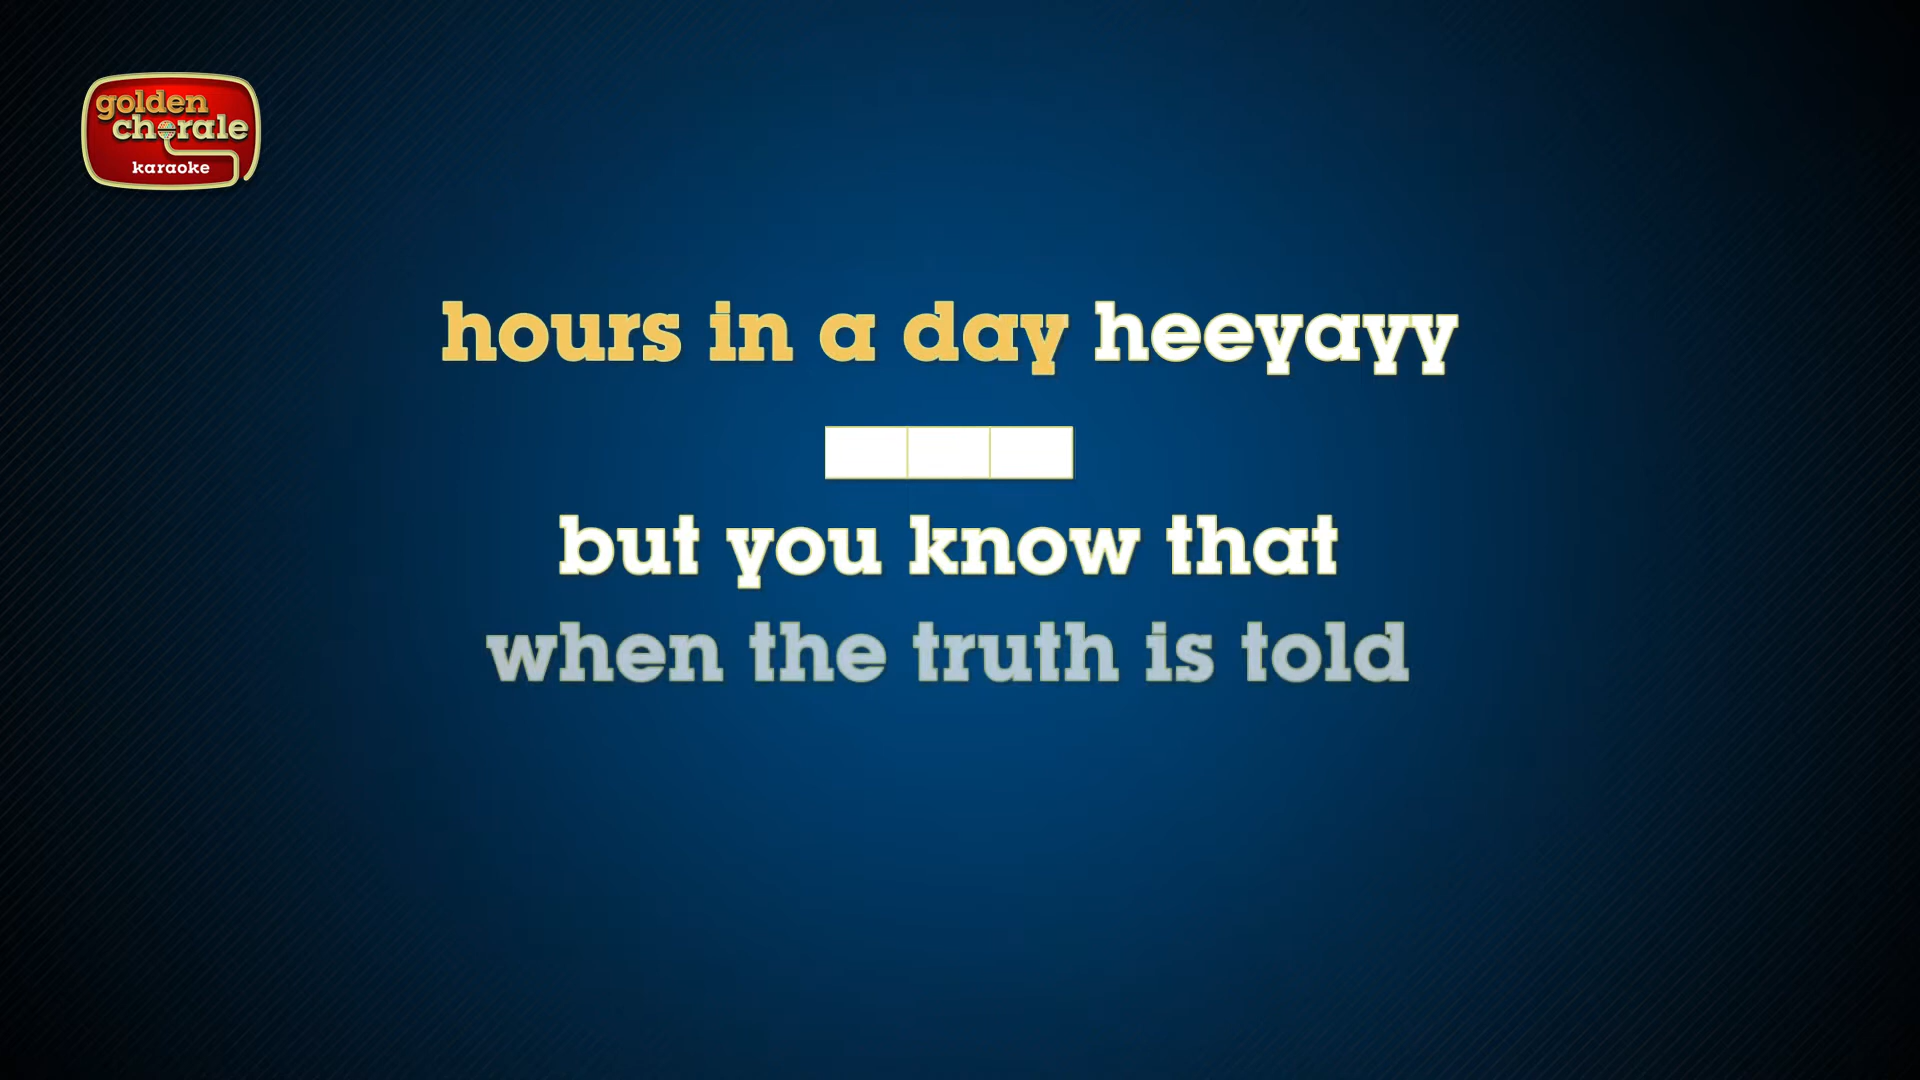 golden
chorale
karaoke
hours in a day heeyayy
but you know that
when the truth is told